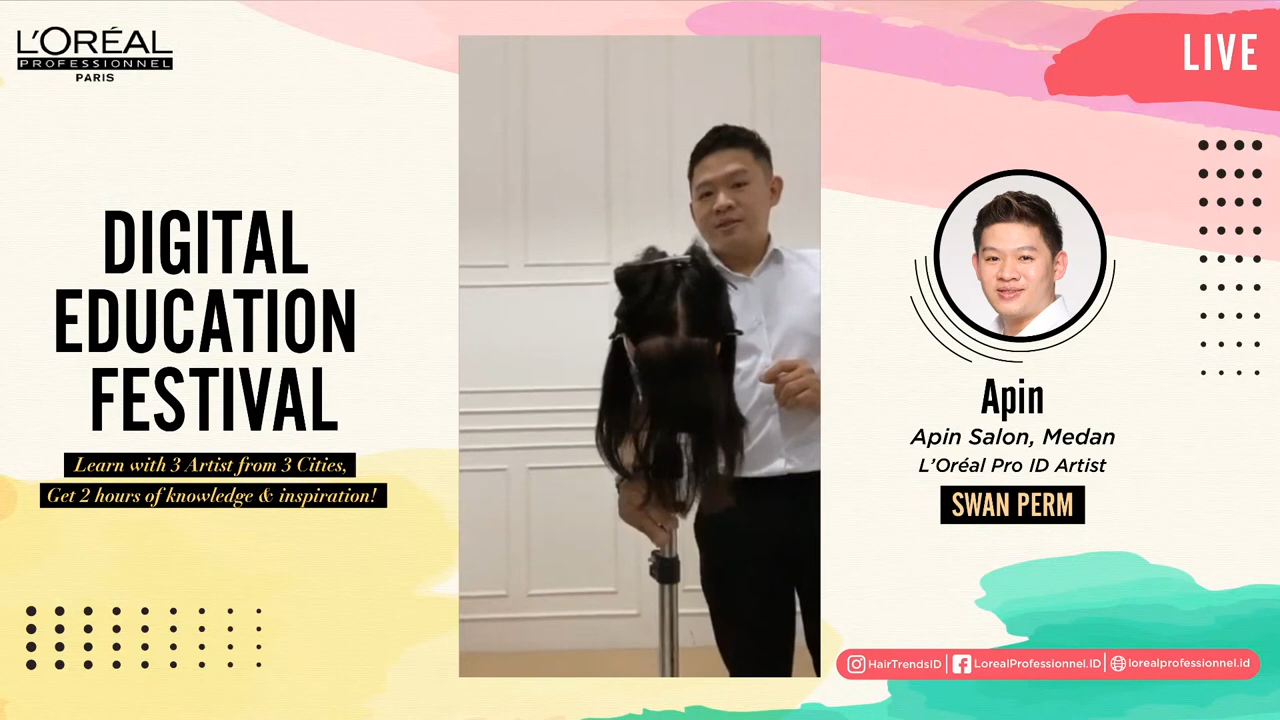 L'ORÉAL
PROFESSIONNEL
PARIS
LIVE
DIGITAL
EDUCATION
FESTIVAL
Learn with 3 Artist from 3 Cities,
Get 2 hours of knowledge & inspiration!
Apin
Apin Salon, Medan
L'Oréal Pro ID Artist
SWAN PERM
HairTrendsID | LorealProfessionnel.ID | lorealprofessionnel.id